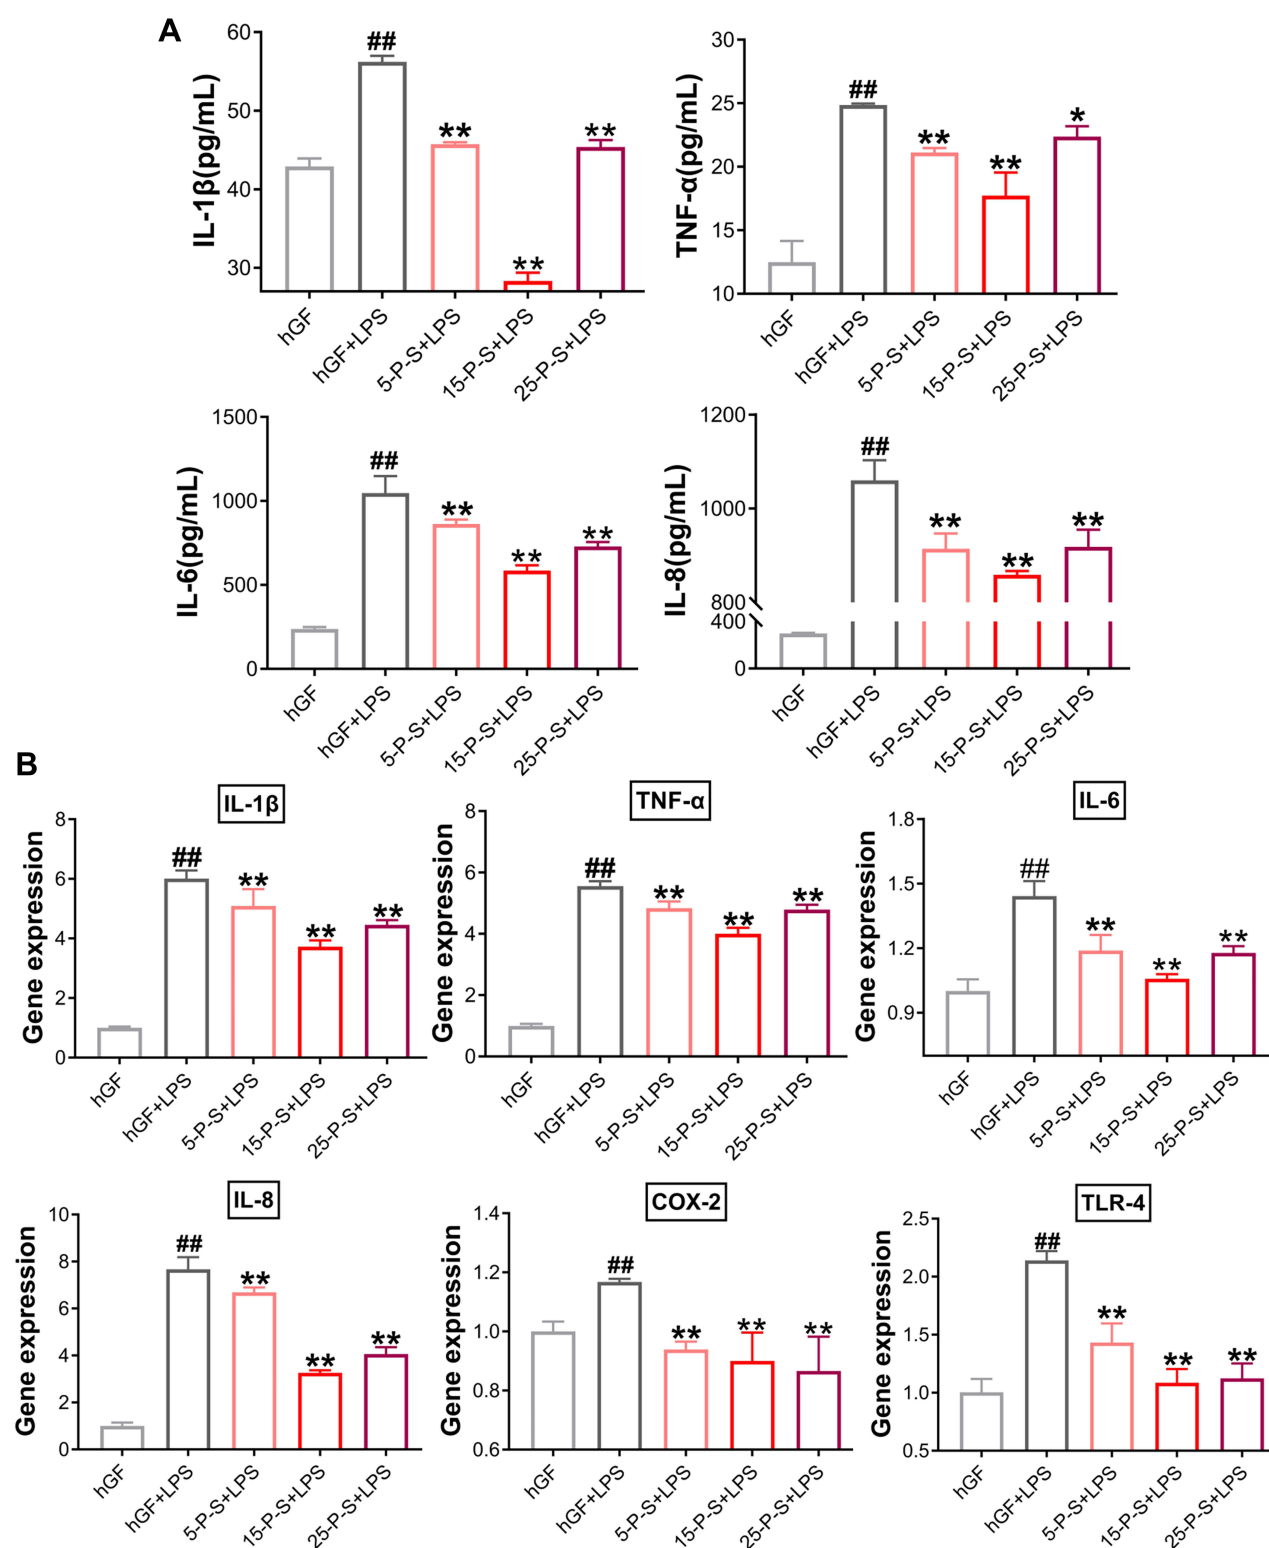 A
IL-1β(pg/mL)
60
50
40
30
##
**
**
**
hGF
hGF+LPS
5-P-S+LPS
15-P-S+LPS
25-P-S+LPS
TNF-α(pg/mL)
30
25
20
15
10
##
**
**
*
hGF
hGF+LPS
5-P-S+LPS
15-P-S+LPS
25-P-S+LPS
IL-6(pg/mL)
1500
1000
500
0
##
**
**
**
hGF
hGF+LPS
5-P-S+LPS
15-P-S+LPS
25-P-S+LPS
IL-8(pg/mL)
1200
1000
800
400
0
##
**
**
**
hGF
hGF+LPS
5-P-S+LPS
15-P-S+LPS
25-P-S+LPS
B
IL-1β
Gene expression
8
6
4
2
0
##
**
**
**
hGF
hGF+LPS
5-P-S+LPS
15-P-S+LPS
25-P-S+LPS
TNF-α
Gene expression
8
6
4
2
0
##
**
**
**
hGF
hGF+LPS
5-P-S+LPS
15-P-S+LPS
25-P-S+LPS
IL-6
Gene expression
1.8
1.5
1.2
0.9
##
**
**
**
hGF
hGF+LPS
5-P-S+LPS
15-P-S+LPS
25-P-S+LPS
IL-8
Gene expression
10
8
6
4
2
0
##
**
**
**
hGF
hGF+LPS
5-P-S+LPS
15-P-S+LPS
25-P-S+LPS
COX-2
Gene expression
1.4
1.2
1.0
0.8
0.6
##
**
**
**
hGF
hGF+LPS
5-P-S+LPS
15-P-S+LPS
25-P-S+LPS
TLR-4
Gene expression
2.5
2.0
1.5
1.0
0.5
##
**
**
**
hGF
hGF+LPS
5-P-S+LPS
15-P-S+LPS
25-P-S+LPS